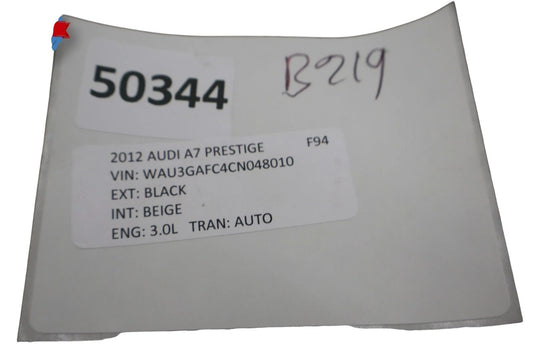 50344
B219
2012 AUDI A7 PRESTIGE F94
VIN: WAU3GAFC4CN048010
EXT: BLACK
INT: BEIGE
ENG: 3.0L TRAN: AUTO